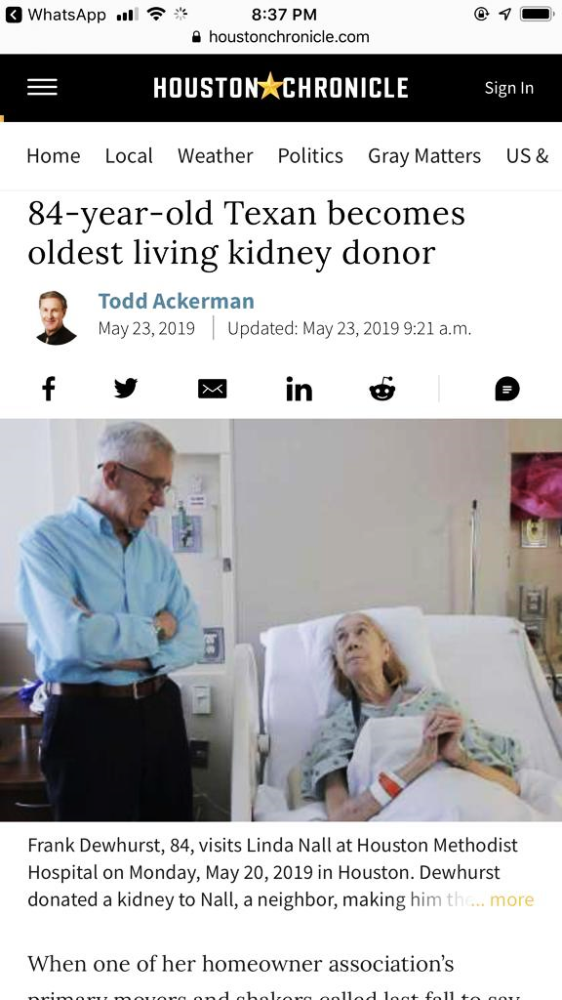 WhatsApp 8:37 PM
houstonchronicle.com
HOUSTON CHRONICLE Sign In
Home Local Weather Politics Gray Matters US &
84-year-old Texan becomes
oldest living kidney donor
Todd Ackerman
May 23, 2019 | Updated: May 23, 2019 9:21 a.m.
Frank Dewhurst, 84, visits Linda Nall at Houston Methodist
Hospital on Monday, May 20, 2019 in Houston. Dewhurst
donated a kidney to Nall, a neighbor, making him the... more
When one of her homeowner association's
primary movers and shakers called last fall to say